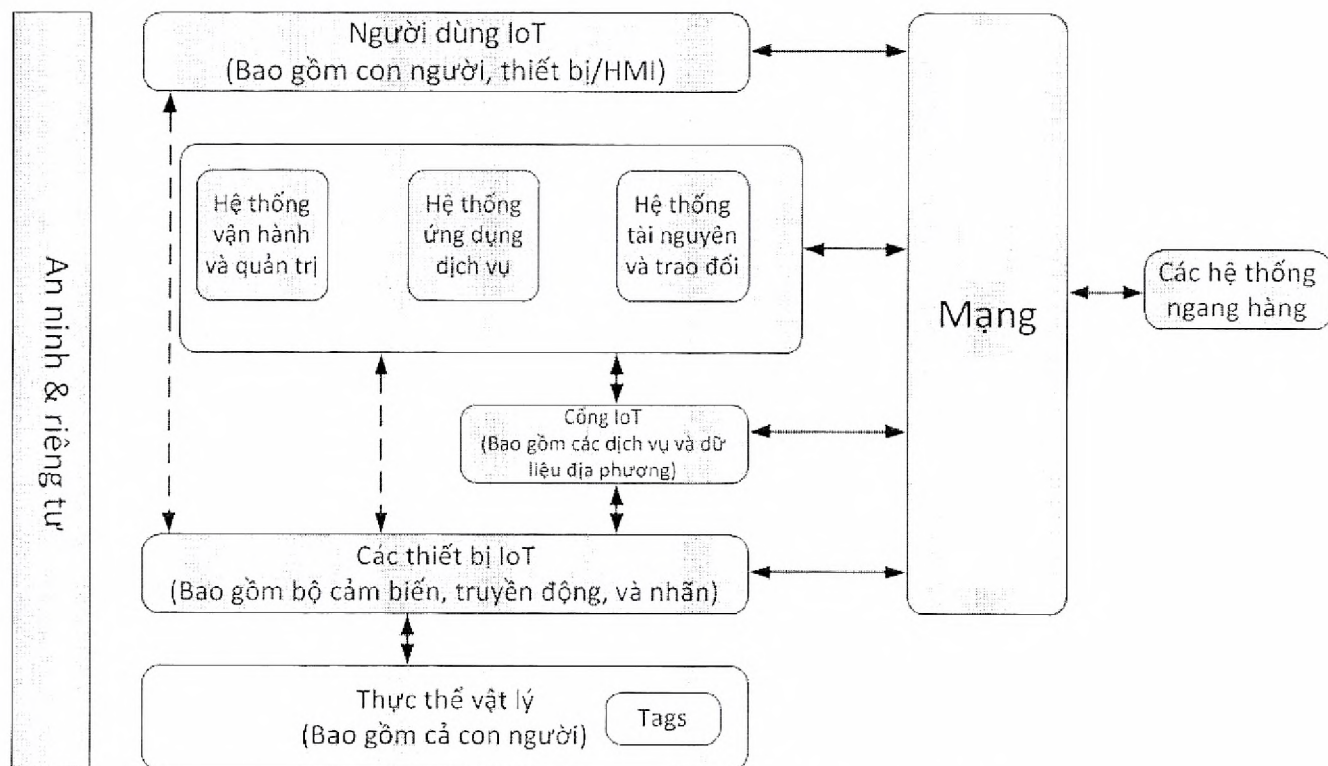 Người dùng IoT
(Bao gồm con người, thiết bị/HMI)
Hệ thống
vận hành
và quản trị
Hệ thống
ứng dụng
dịch vụ
Hệ thống
tài nguyên
và trao đổi
An ninh & riêng tư
Mạng
Các hệ thống
ngang hàng
Cổng IoT
(Bao gồm các dịch vụ và dữ
liệu địa phương)
Các thiết bị IoT
(Bao gồm bộ cảm biến, truyền động, và nhãn)
Thực thể vật lý
(Bao gồm cả con người)
Tags